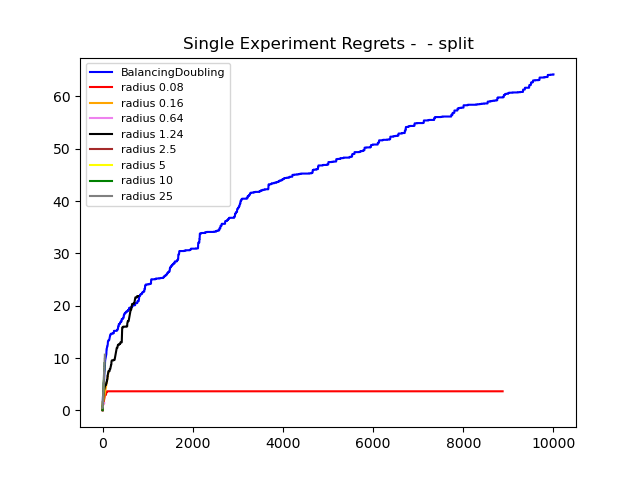 Single Experiment Regrets -  - split
BalancingDoubling
radius 0.08
radius 0.16
radius 0.64
radius 1.24
radius 2.5
radius 5
radius 10
radius 25
60
50
40
30
20
10
0
0 2000 4000 6000 8000 10000